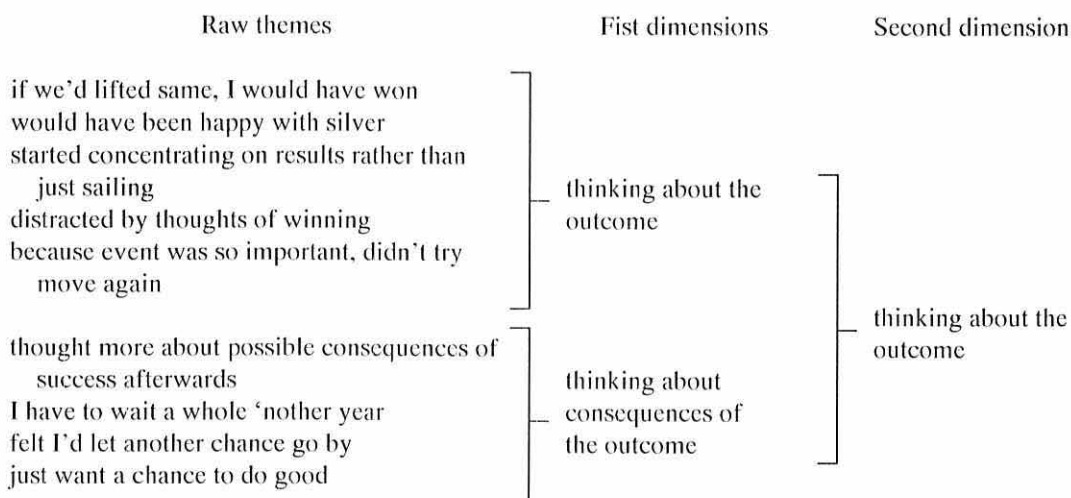 Raw themes
Fist dimensions
Second dimension
if we'd lifted same, I would have won
would have been happy with silver
started concentrating on results rather than
just sailing
distracted by thoughts of winning
because event was so important, didn't try
move again
thinking about the
outcome
thought more about possible consequences of
success afterwards
I have to wait a whole 'nother year
felt I'd let another chance go by
just want a chance to do good
thinking about
consequences of
the outcome
thinking about the
outcome